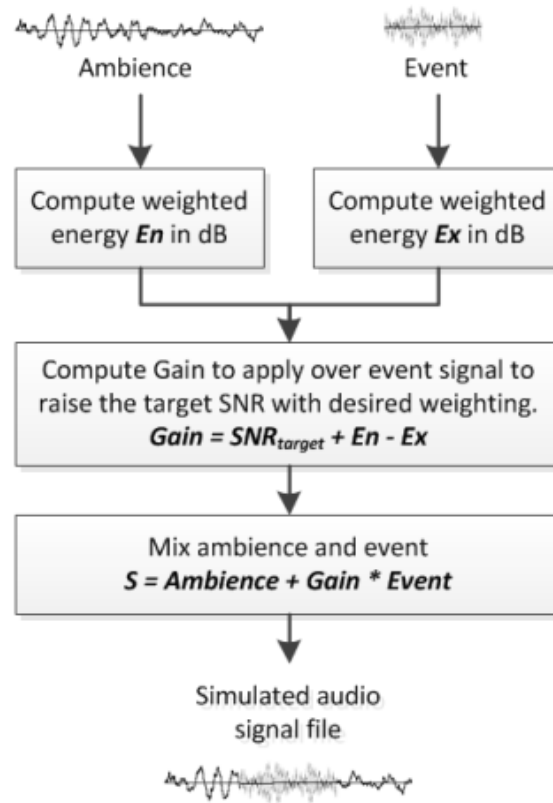 Ambience
Event
Compute weighted
energy En in dB
Compute weighted
energy Ex in dB
Compute Gain to apply over event signal to
raise the target SNR with desired weighting.
Gain = SNRtarget + En - Ex
Mix ambience and event
S = Ambience + Gain * Event
Simulated audio
signal file